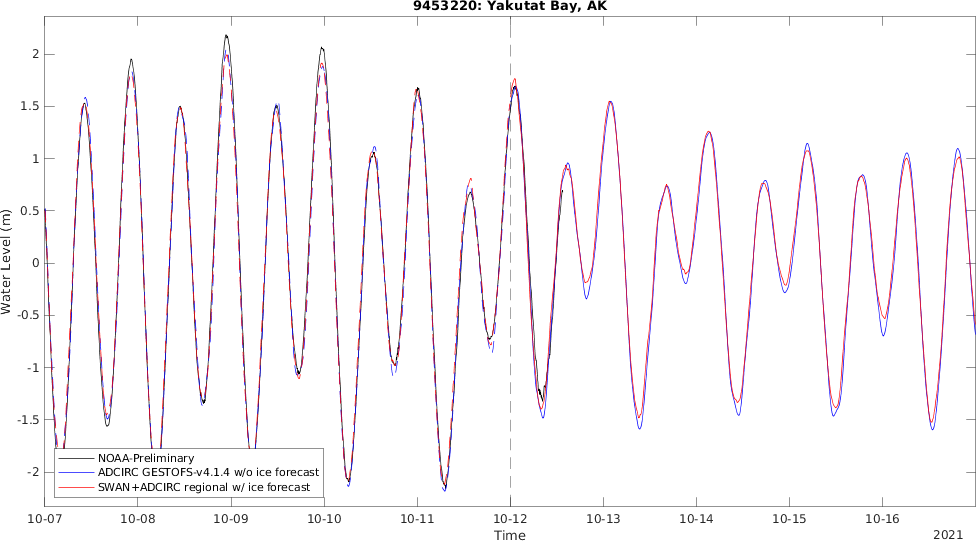 9453220: Yakutat Bay, AK
2
1.5
1
0.5
0
-0.5
-1
-1.5
-2
Water Level (m)
NOAA-Preliminary
ADCIRC GESTOFS-v4.1.4 w/o ice forecast
SWAN+ADCIRC regional w/ ice forecast
10-07 10-08 10-09 10-10 10-11 10-12 10-13 10-14 10-15 10-16
Time
2021